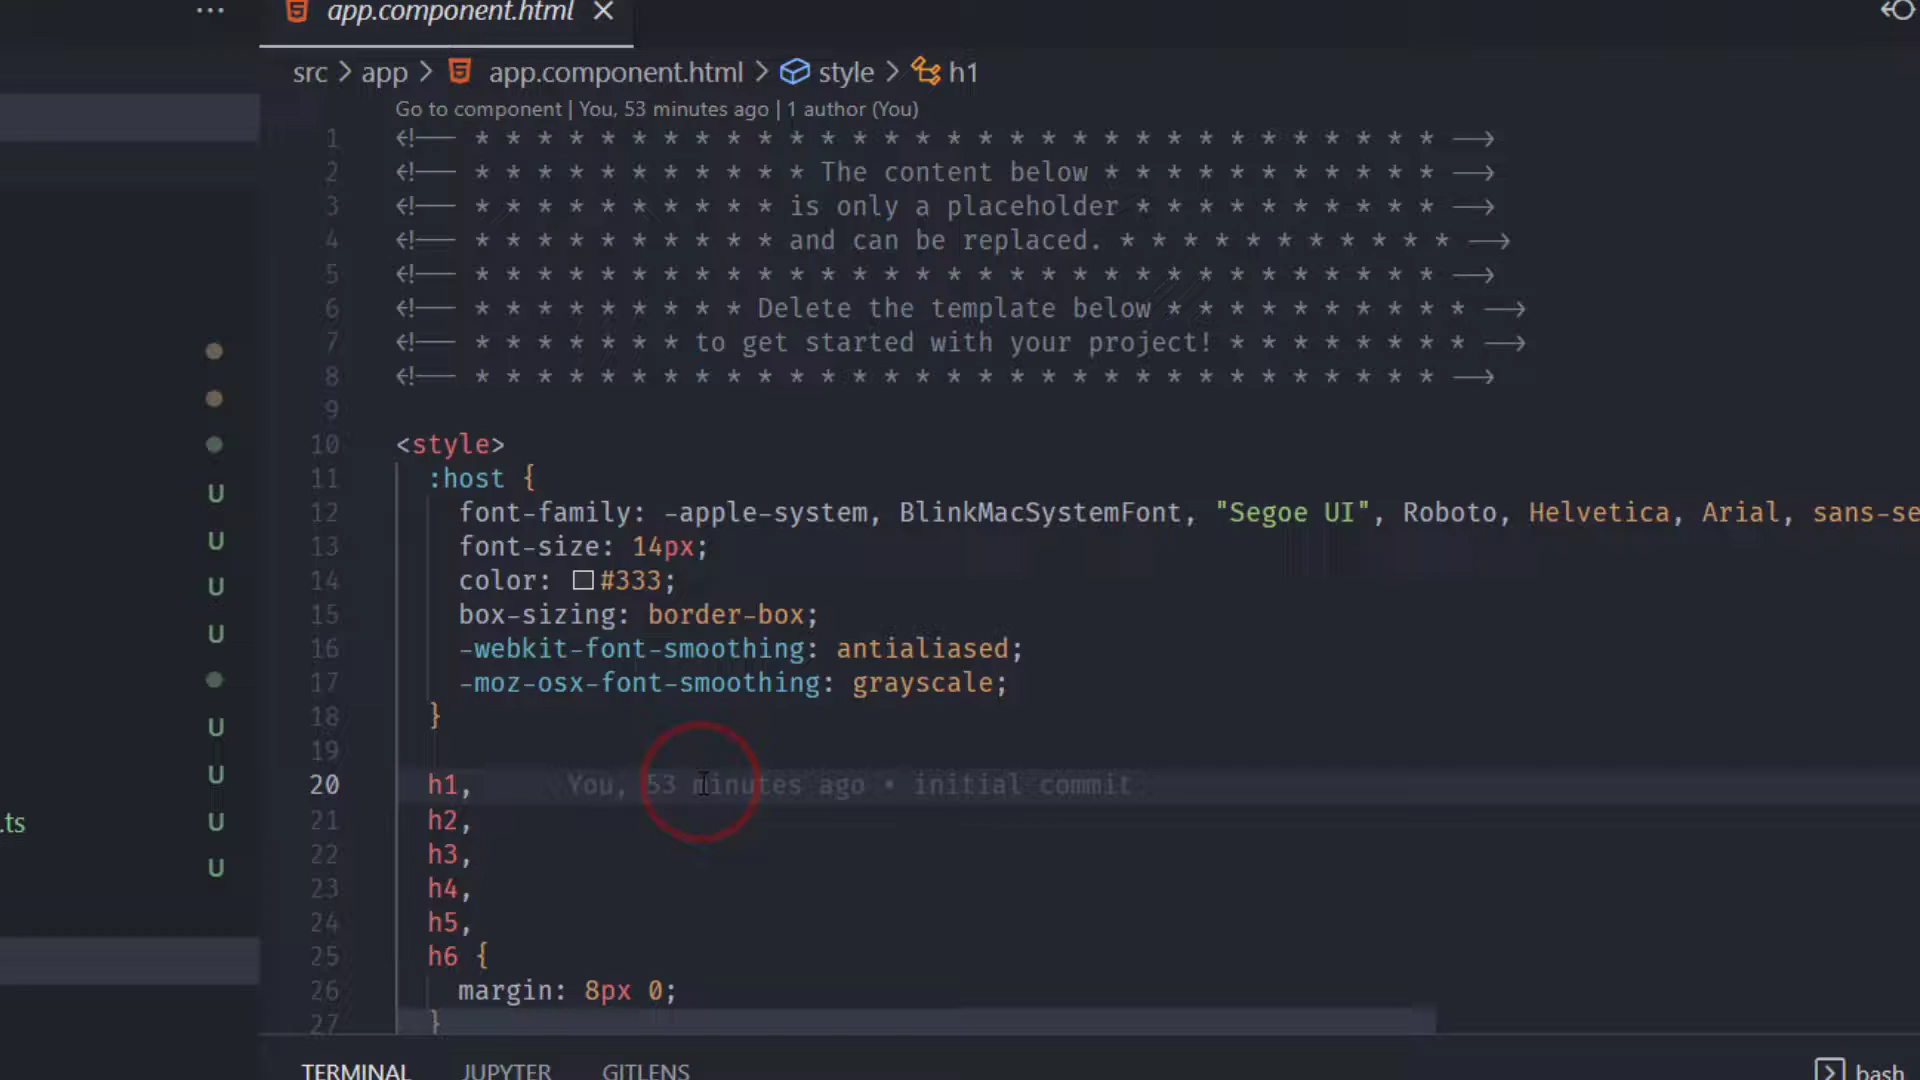 ... app.component.html ×
src > app > app.component.html > style > h1
Go to component | You, 53 minutes ago | 1 author (You)
1 <!-- * * * * * * * * * * * * * * * * * * * * * * * * * * * * * * * -->
2 <!-- * * * * * * * * * * * The content below * * * * * * * * * * * -->
3 <!-- * * * * * * * * * * is only a placeholder * * * * * * * * * * -->
4 <!-- * * * * * * * * * * and can be replaced. * * * * * * * * * * * -->
5 <!-- * * * * * * * * * * * * * * * * * * * * * * * * * * * * * * * -->
6 <!-- * * * * * * * * * Delete the template below * * * * * * * * * * -->
7 <!-- * * * * * * * to get started with your project! * * * * * * * * -->
8 <!-- * * * * * * * * * * * * * * * * * * * * * * * * * * * * * * * -->
9
10 <style>
11 :host {
12 font-family: -apple-system, BlinkMacSystemFont, "Segoe UI", Roboto, Helvetica, Arial, sans-se
U
13 font-size: 14px;
U
14 color: #333;
U
15 box-sizing: border-box;
U
16 -webkit-font-smoothing: antialiased;
17 -moz-osx-font-smoothing: grayscale;
18 }
U
19
U
20 h1, You, 53 minutes ago • initial commit
.ts U
21 h2,
22 h3,
U
23 h4,
24 h5,
25 h6 {
26 margin: 8px 0;
27 }
TERMINAL JUPYTER GITLENS bash